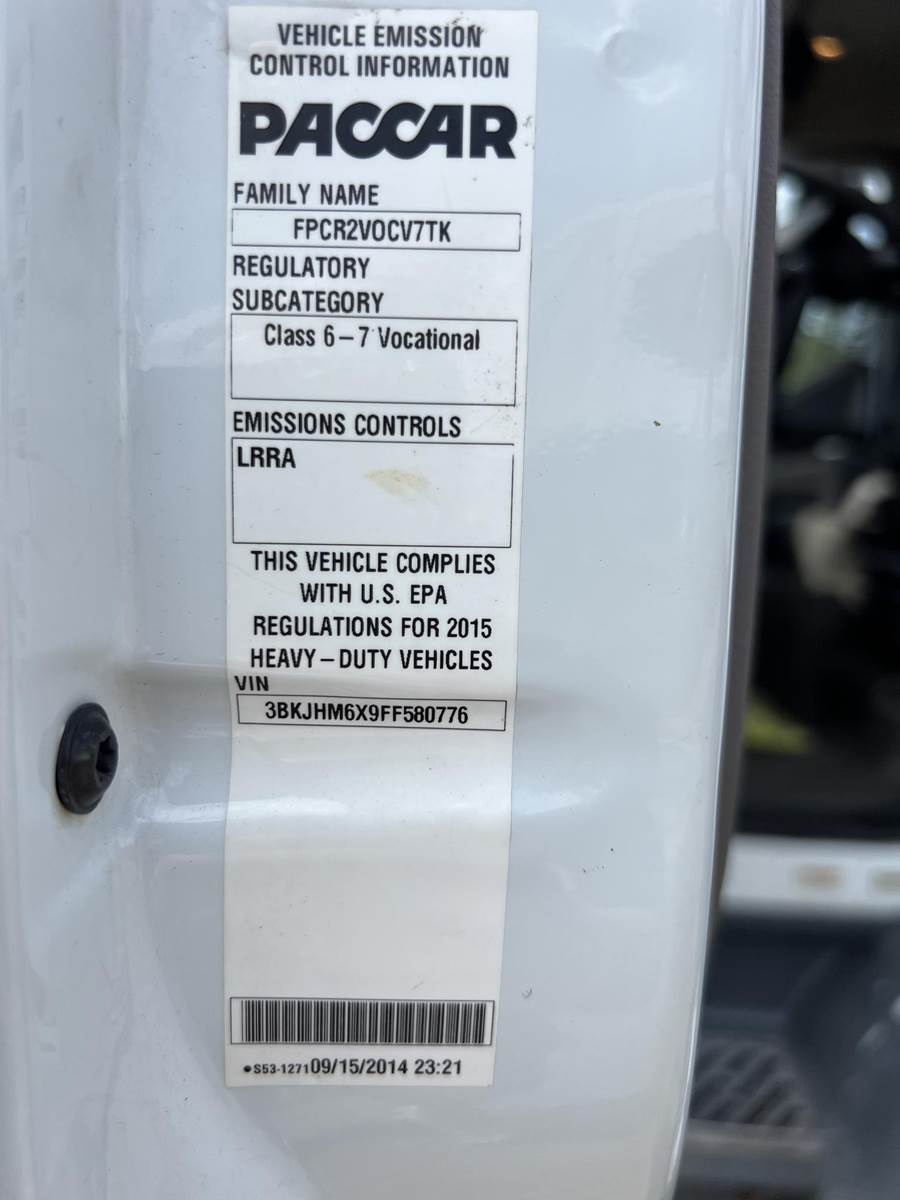 VEHICLE EMISSION
CONTROL INFORMATION
PACCAR
FAMILY NAME
FPCR2VOCV7TK
REGULATORY
SUBCATEGORY
Class 6-7 Vocational
EMISSIONS CONTROLS
LRRA
THIS VEHICLE COMPLIES
WITH U.S. EPA
REGULATIONS FOR 2015
HEAVY-DUTY VEHICLES
VIN
3BKJHM6X9FF580776
●S53-1271 09/15/2014 23:21